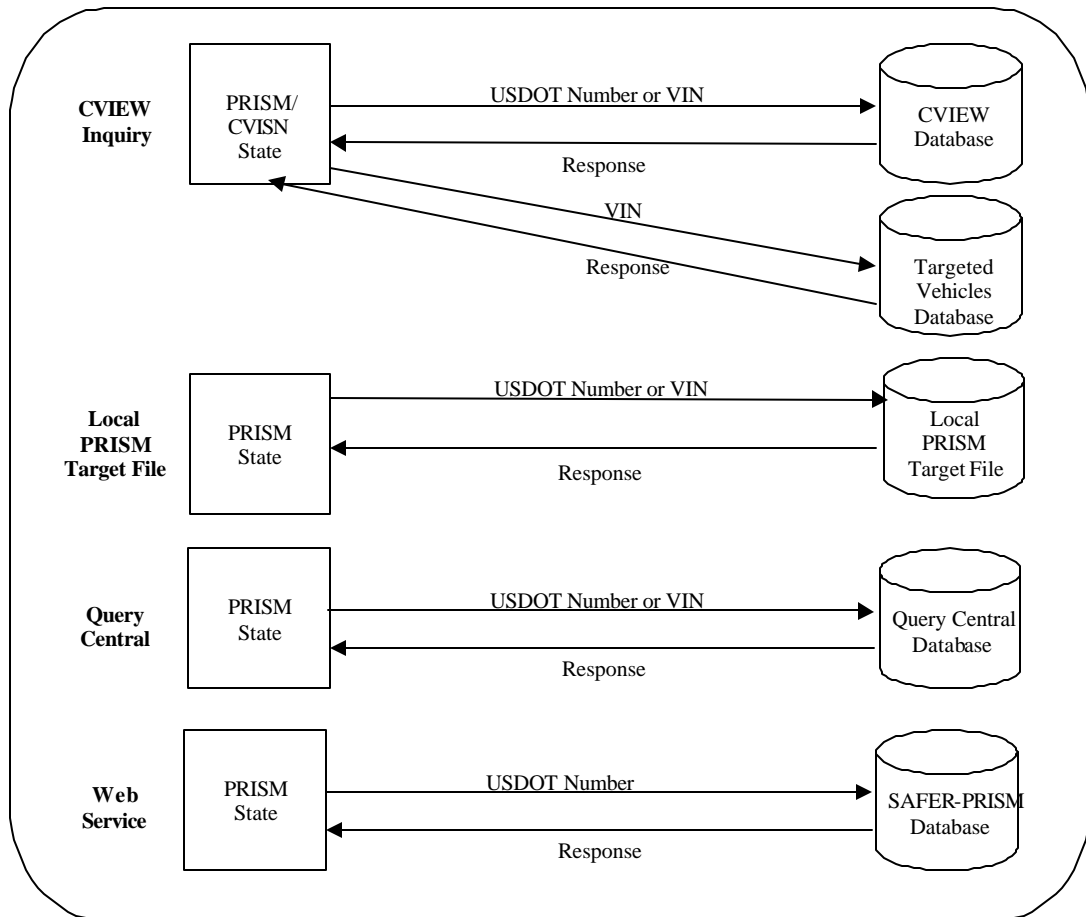 CVIEW
Inquiry
PRISM/
CVISN
State
USDOT Number or VIN
Response
CVIEW
Database
VIN
Response
Targeted
Vehicles
Database
Local
PRISM
Target File
PRISM
State
USDOT Number or VIN
Response
Local
PRISM
Target File
Query
Central
PRISM
State
USDOT Number or VIN
Response
Query Central
Database
Web
Service
PRISM
State
USDOT Number
Response
SAFER-PRISM
Database